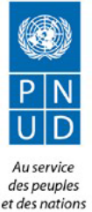 P N
U D
Au service
des peuples
et des nations